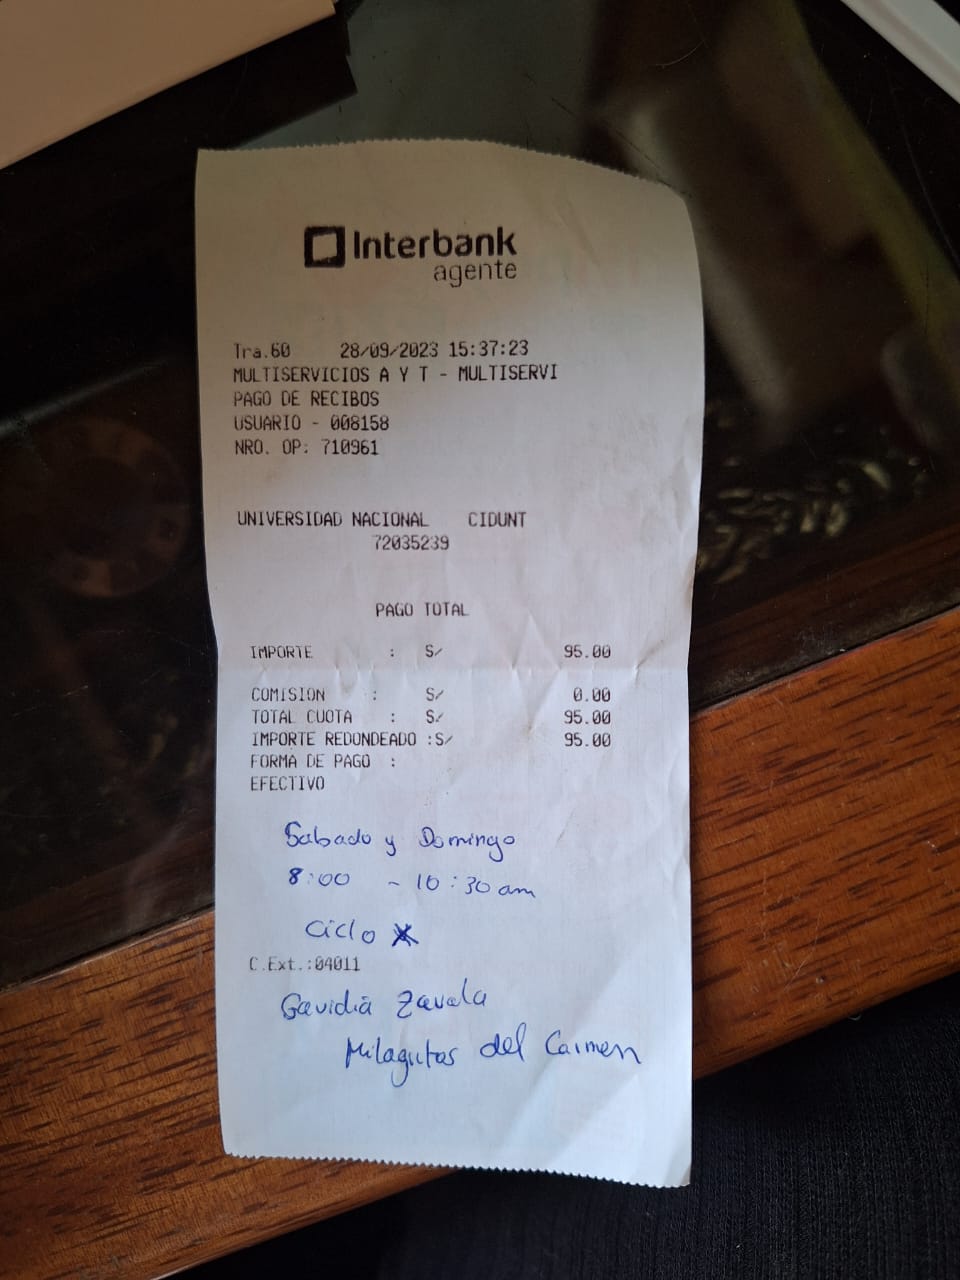 Interbank
agente
Tra.60 28/09/2023 15:37:23
MULTISERVICIOS A Y T - MULTISERVI
PAGO DE RECIBOS
USUARIO - 008158
NRO. OP: 710961
UNIVERSIDAD NACIONAL CIDUNT
72035239
PAGO TOTAL
IMPORTE : S/ 95.00
COMISION : S/ 0.00
TOTAL CUOTA : S/ 95.00
IMPORTE REDONDEADO :S/ 95.00
FORMA DE PAGO :
EFECTIVO
Sabado y Domingo
8:00 - 10:30 am
Ciclo X
C.Ext.:04011
Gavidia Zavala
Milagritos del Carmen